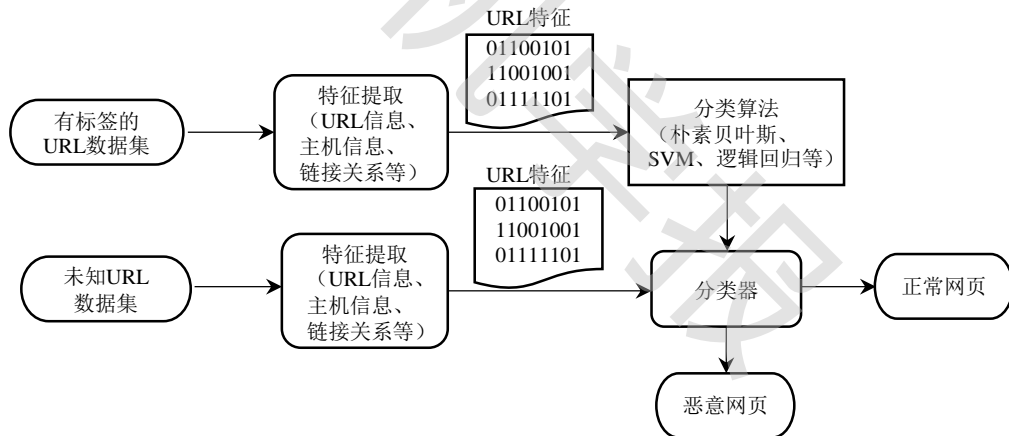 URL特征
01100101
11001001
01111101
有标签的
URL数据集
特征提取
（URL信息、
主机信息、
链接关系等）
分类算法
（朴素贝叶斯、
SVM、逻辑回归等）
URL特征
01100101
11001001
01111101
未知URL
数据集
特征提取
（URL信息、
主机信息、
链接关系等）
分类器
正常网页
恶意网页
机学报